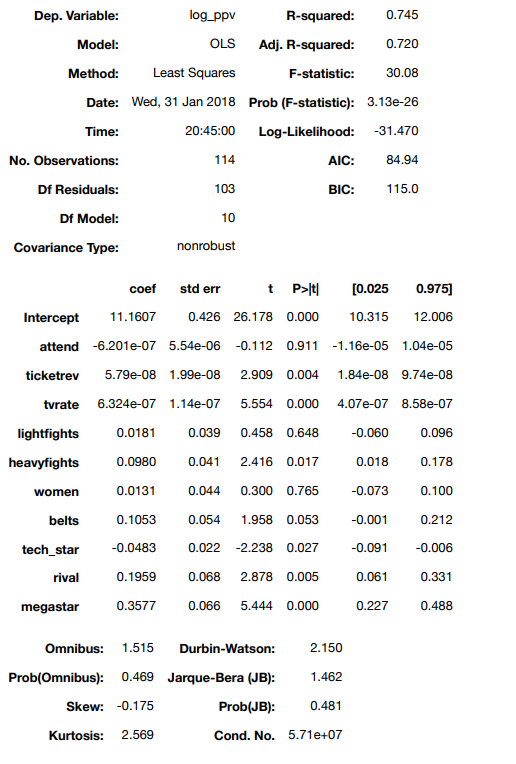 Dep. Variable: log_ppv R-squared: 0.745
Model: OLS Adj. R-squared: 0.720
Method: Least Squares F-statistic: 30.08
Date: Wed, 31 Jan 2018 Prob (F-statistic): 3.13e-26
Time: 20:45:00 Log-Likelihood: -31.470
No. Observations: 114 AIC: 84.94
Df Residuals: 103 BIC: 115.0
Df Model: 10
Covariance Type: nonrobust
coef std err t P>|t| [0.025 0.975]
Intercept 11.1607 0.426 26.178 0.000 10.315 12.006
attend -6.201e-07 5.54e-06 -0.112 0.911 -1.16e-05 1.04e-05
ticketrev 5.79e-08 1.99e-08 2.909 0.004 1.84e-08 9.74e-08
tvrate 6.324e-07 1.14e-07 5.554 0.000 4.07e-07 8.58e-07
lightfights 0.0181 0.039 0.458 0.648 -0.060 0.096
heavyfights 0.0980 0.041 2.416 0.017 0.018 0.178
women 0.0131 0.044 0.300 0.765 -0.073 0.100
belts 0.1053 0.054 1.958 0.053 -0.001 0.212
tech_star -0.0483 0.022 -2.238 0.027 -0.091 -0.006
rival 0.1959 0.068 2.878 0.005 0.061 0.331
megastar 0.3577 0.066 5.444 0.000 0.227 0.488
Omnibus: 1.515 Durbin-Watson: 2.150
Prob(Omnibus): 0.469 Jarque-Bera (JB): 1.462
Skew: -0.175 Prob(JB): 0.481
Kurtosis: 2.569 Cond. No. 5.71e+07